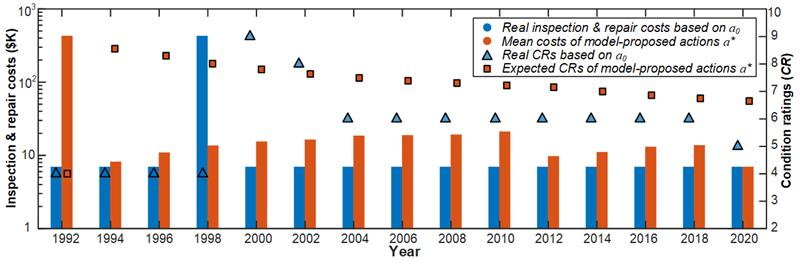 Inspection & repair costs ($K)
10³
10²
10
1
Real inspection & repair costs based on a₀
Mean costs of model-proposed actions a*
Real CRs based on a₀
Expected CRs of model-proposed actions a*
10
9
8
7
6
5
4
3
2
Condition ratings (CR)
1992 1994 1996 1998 2000 2002 2004 2006 2008 2010 2012 2014 2016 2018 2020
Year